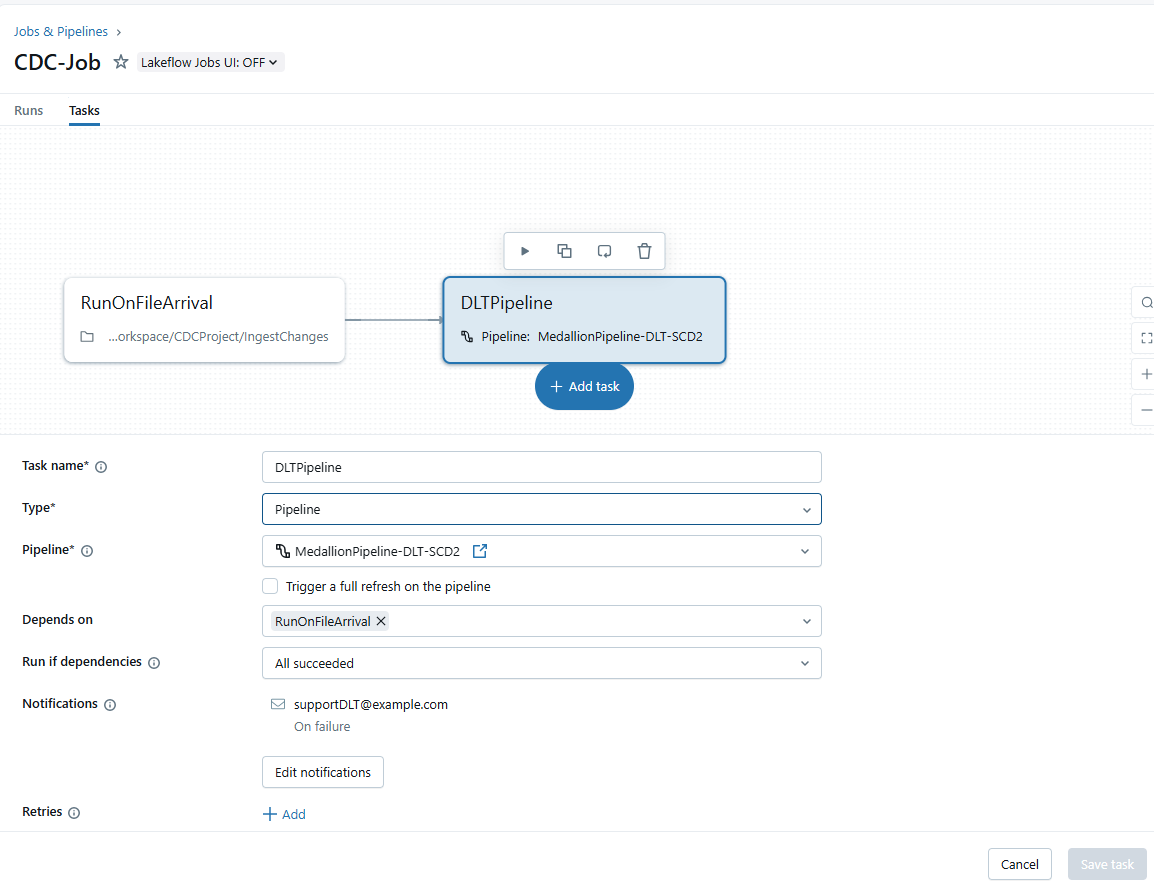 Jobs & Pipelines
CDC-Job Lakeflow Jobs UI: OFF
Runs Tasks
RunOnFileArrival
...orkspace/CDCProject/IngestChanges
DLTPipeline
Pipeline: MedallionPipeline-DLT-SCD2
Add task
Task name* DLTPipeline
Type* Pipeline
Pipeline* MedallionPipeline-DLT-SCD2
Trigger a full refresh on the pipeline
Depends on RunOnFileArrival
Run if dependencies All succeeded
Notifications supportDLT@example.com
On failure
Edit notifications
Retries Add
Cancel Save task